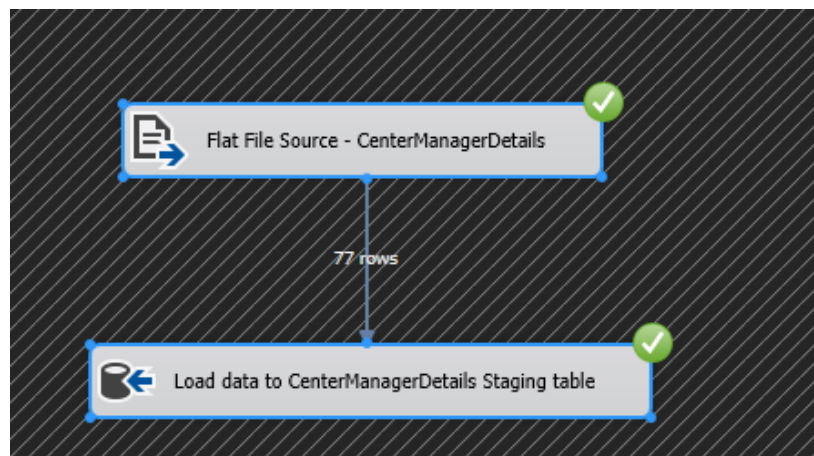 Flat File Source - CenterManagerDetails
77 rows
Load data to CenterManagerDetails Staging table